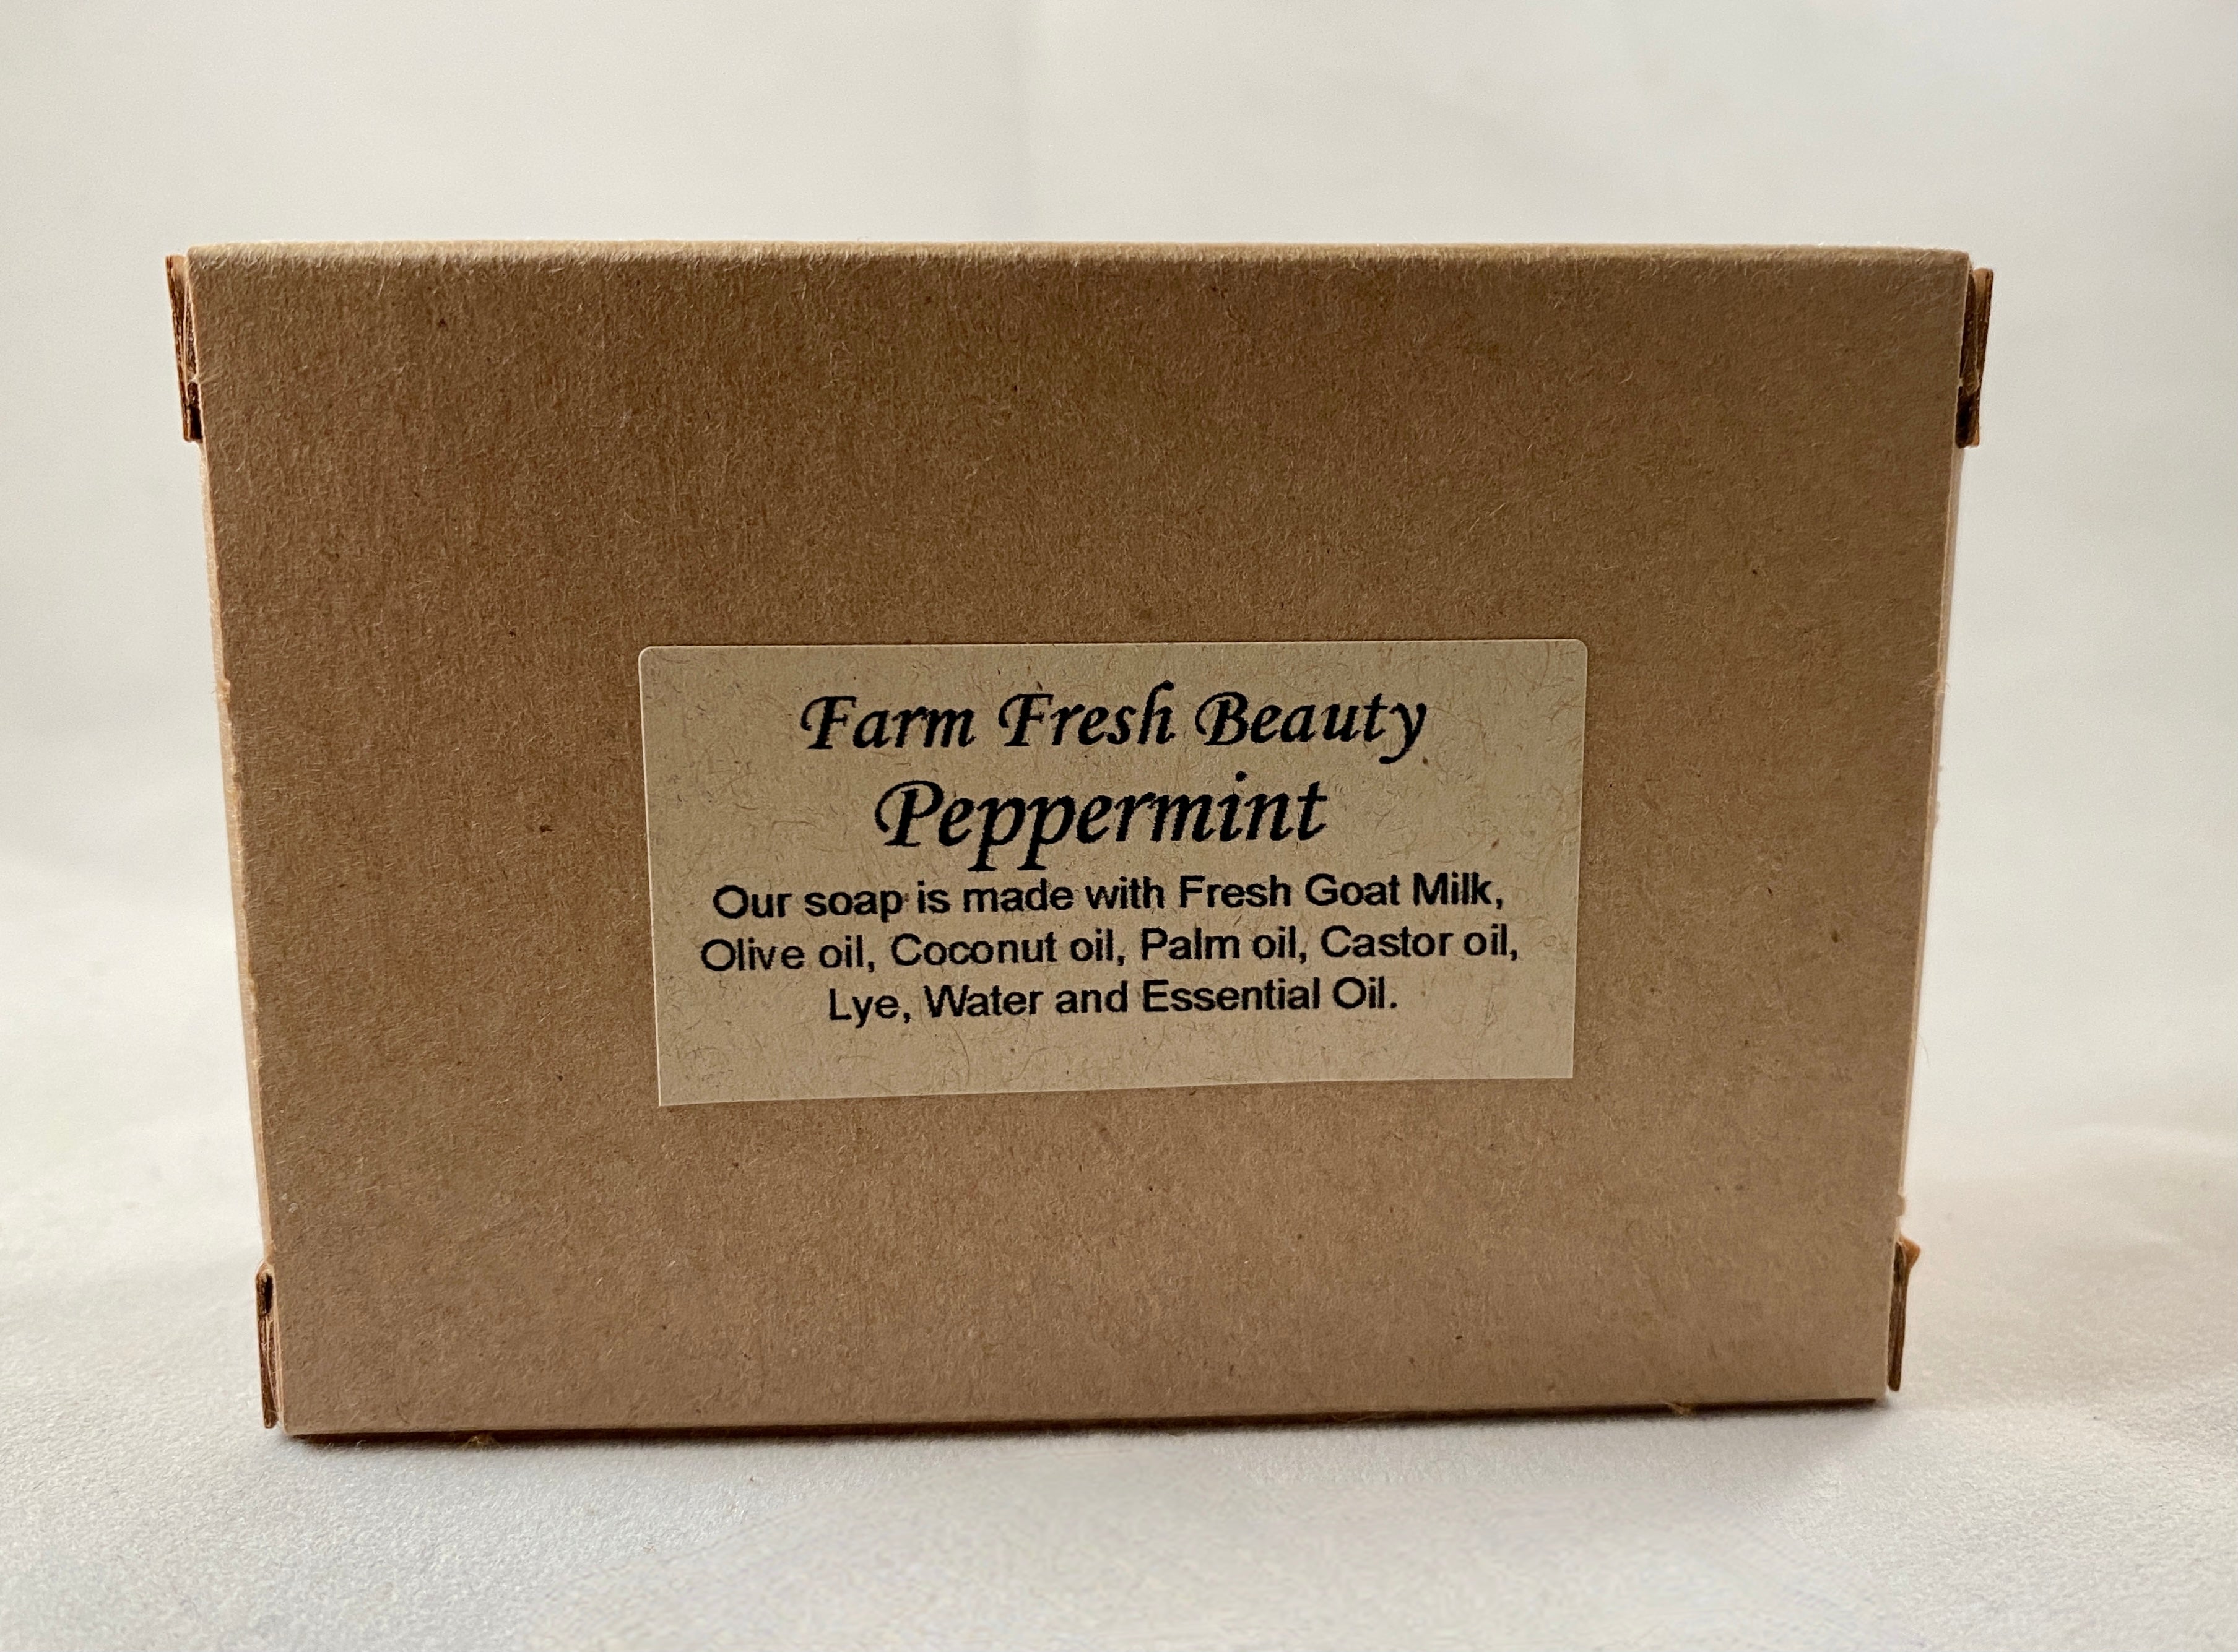 Farm Fresh Beauty
Peppermint
Our soap is made with Fresh Goat Milk,
Olive oil, Coconut oil, Palm oil, Castor oil,
Lye, Water and Essential Oil.